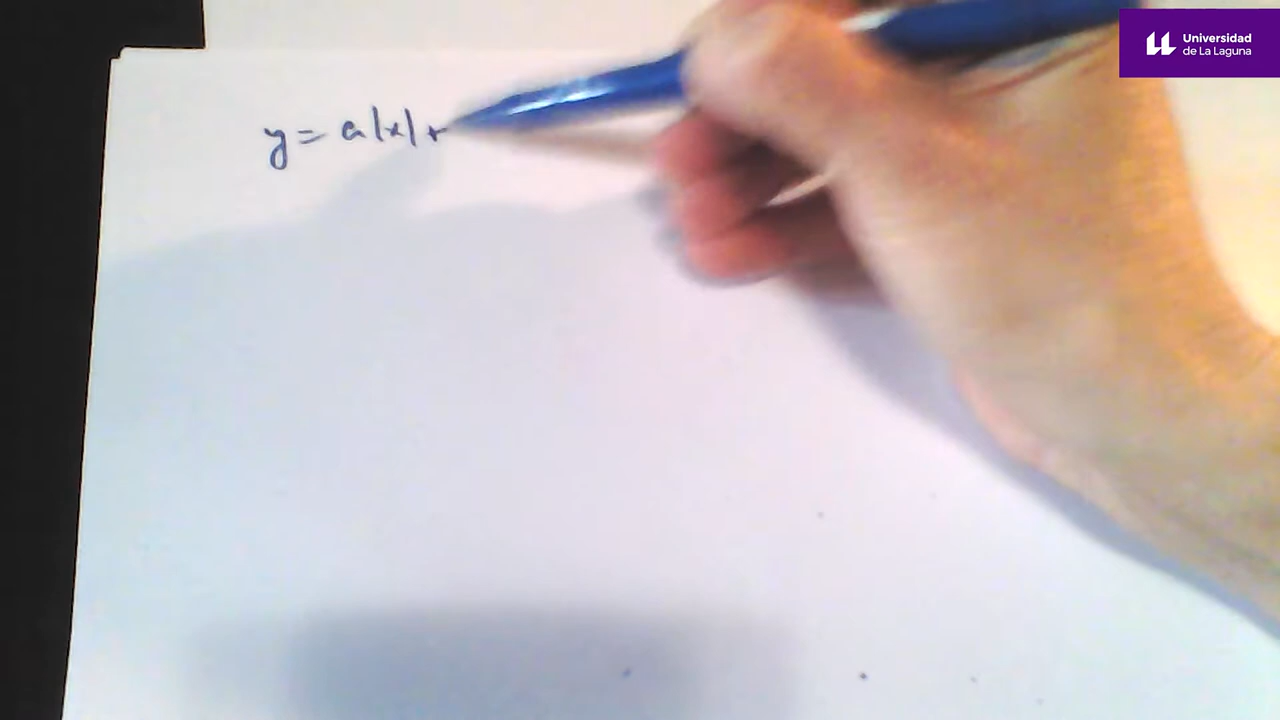 y = a|x| +
Universidad
de La Laguna